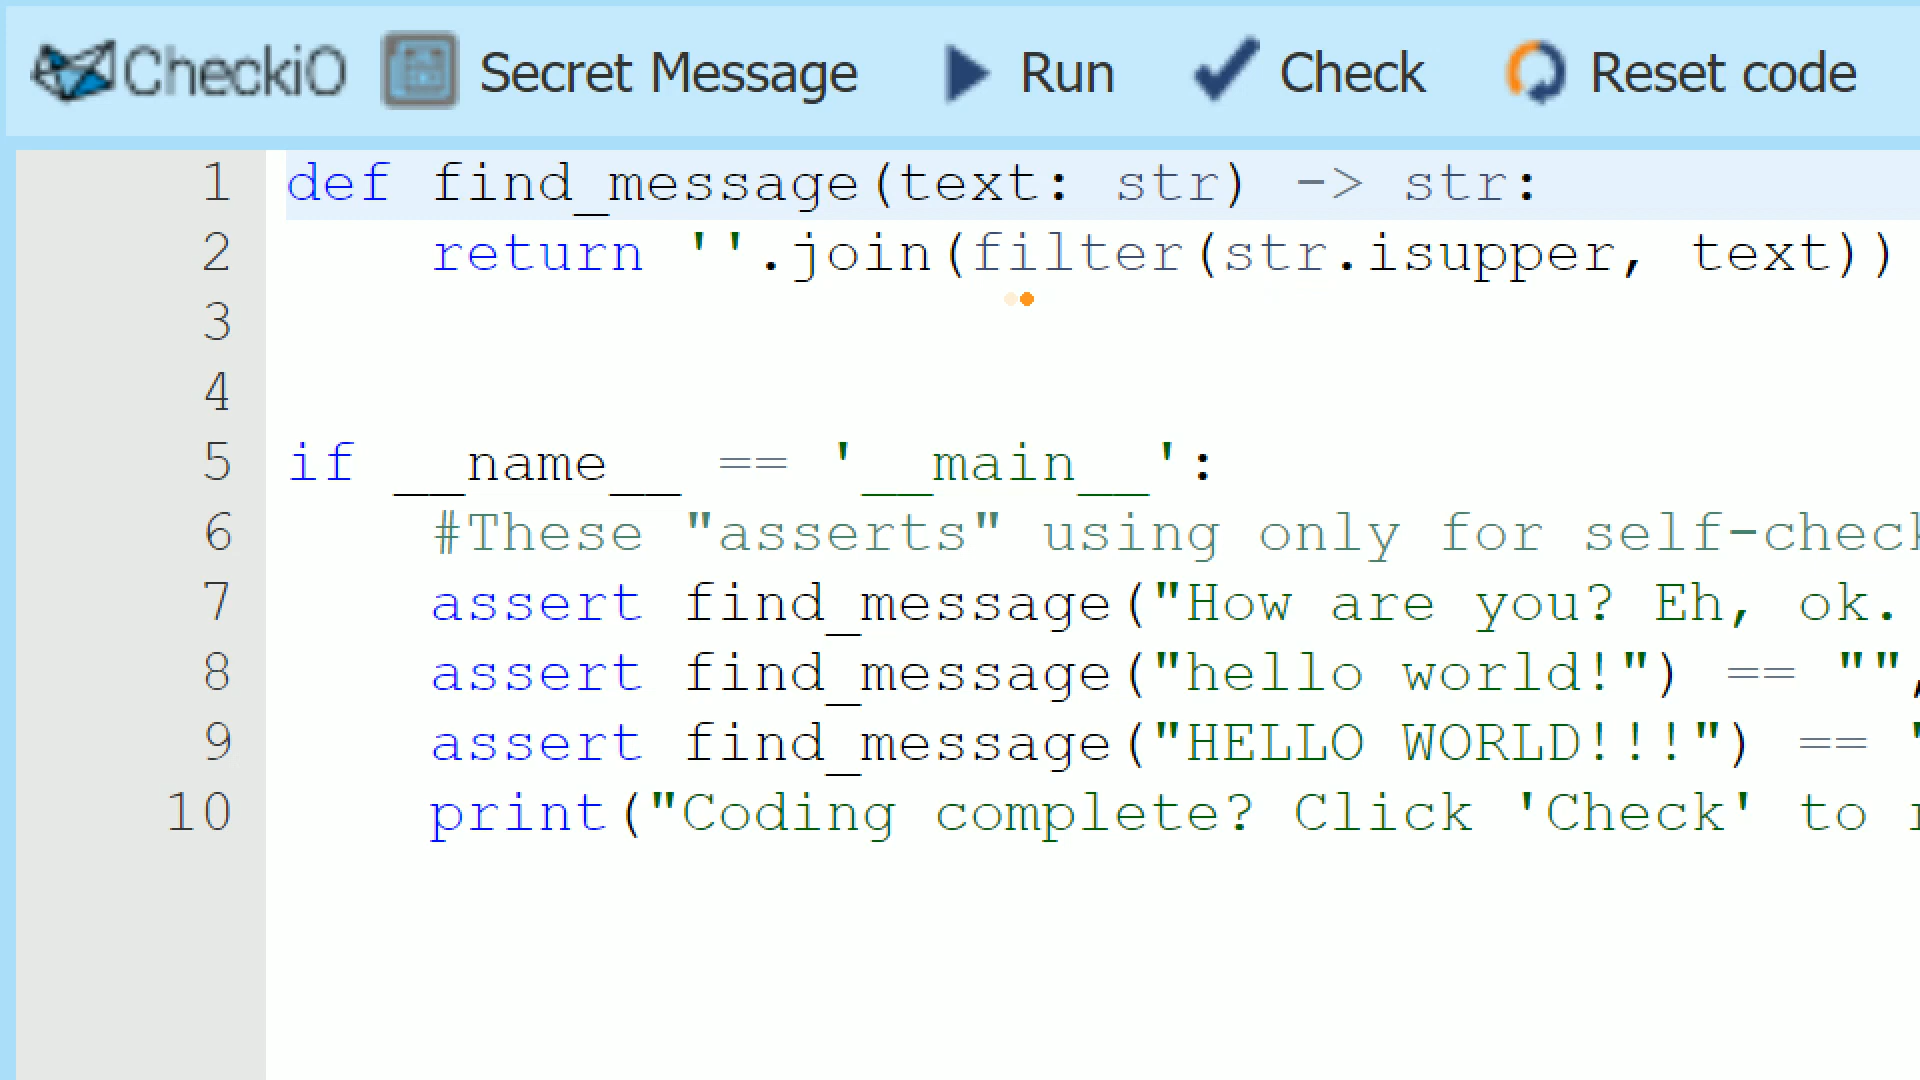 CheckiO Secret Message Run Check Reset code
1 def find_message(text: str) -> str:
2     return ''.join(filter(str.isupper, text))
3
4
5 if __name__ == '__main__':
6     #These "asserts" using only for self-check
7     assert find_message("How are you? Eh, ok.
8     assert find_message("hello world!") == "",
9     assert find_message("HELLO WORLD!!!") == "
10     print("Coding complete? Click 'Check' to